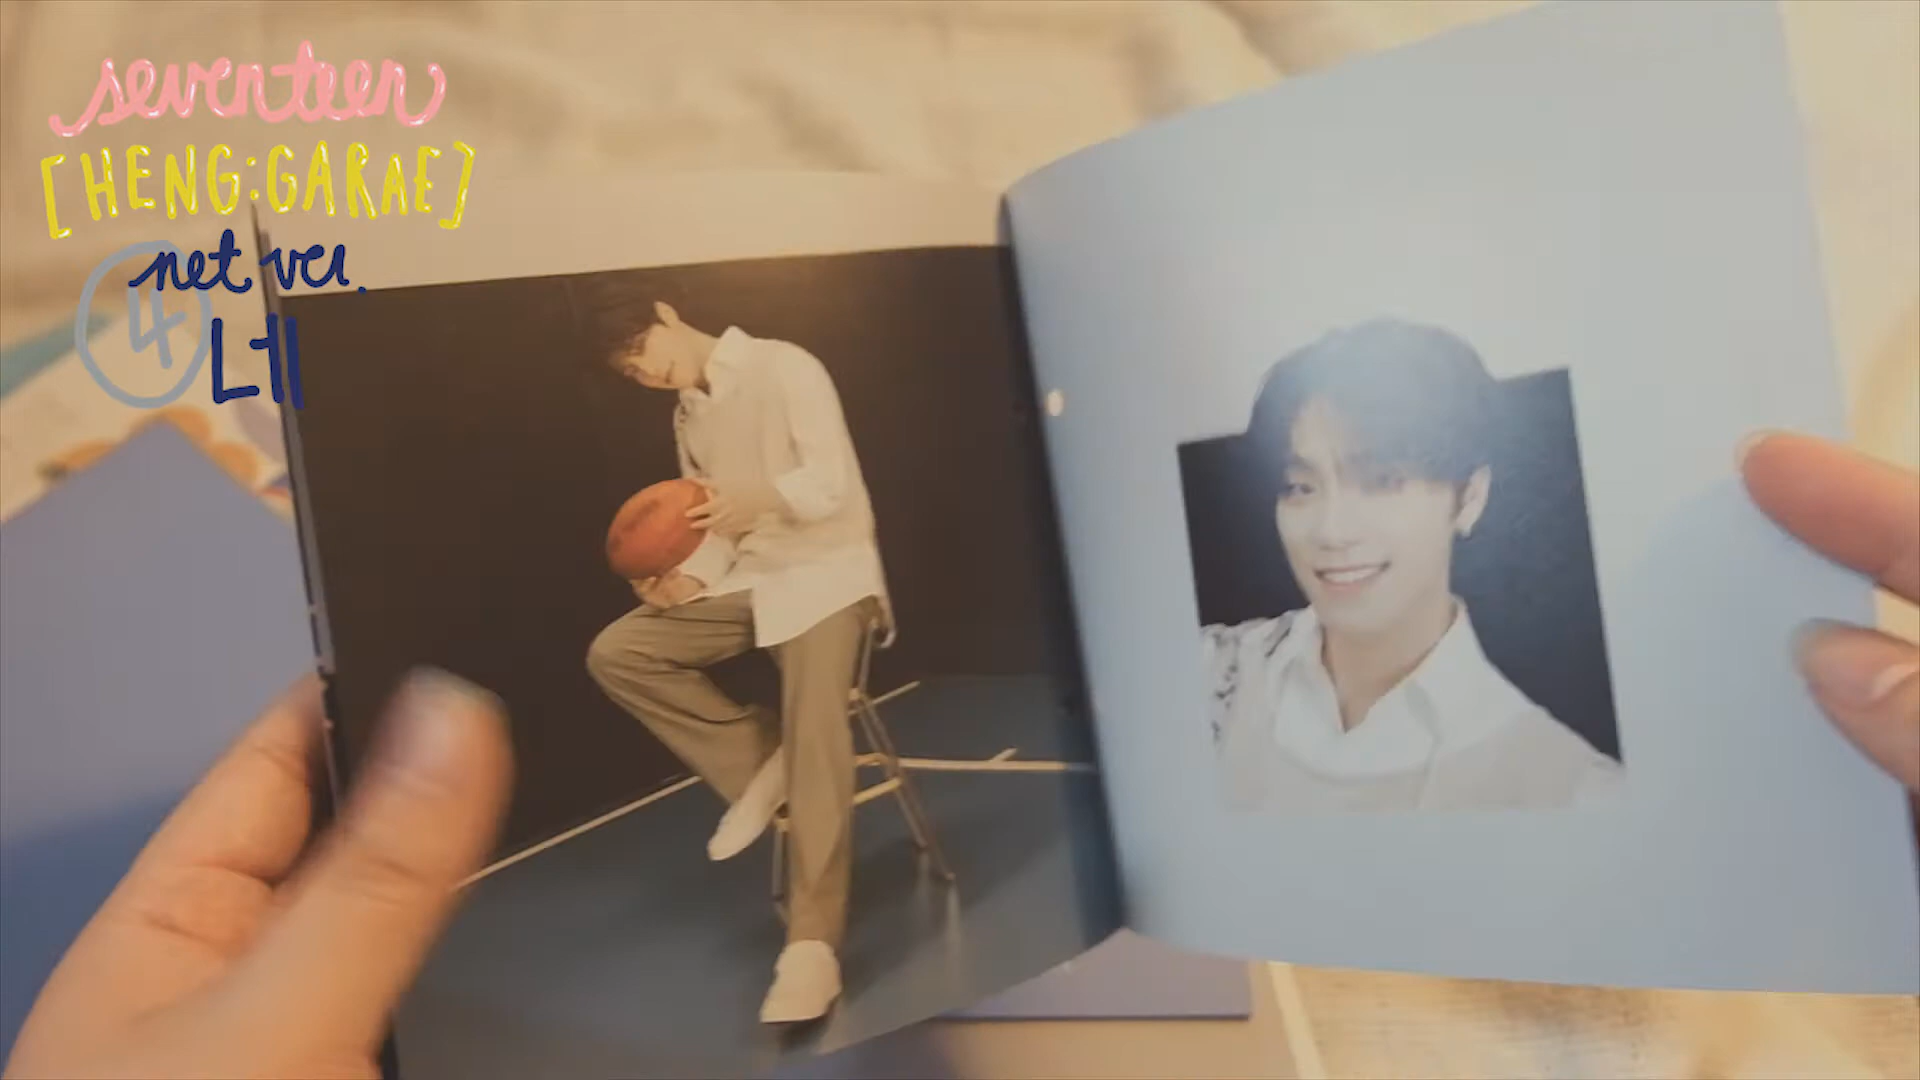 seventeen
[HENG:GARAE]
net ver.
④ 네